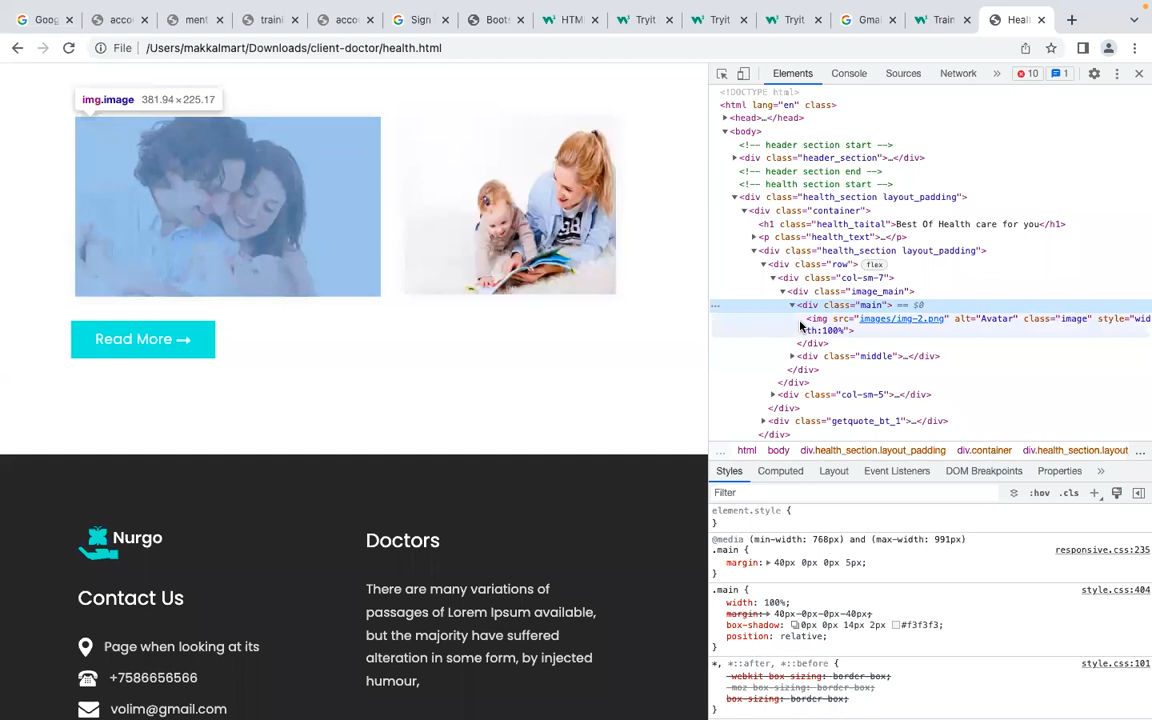 Goog
acco
ment
traini
acco
Sign
Boots
HTMI
Tryit
Tryit
Tryit
Gmai
Train
Healt
File
/Users/makkalmart/Downloads/client-doctor/health.html
img.image 381.94 × 225.17
Read More
Nurgo
Contact Us
Page when looking at its
+7586656566
volim@gmail.com
Doctors
There are many variations of
passages of Lorem Ipsum available,
but the majority have suffered
alteration in some form, by injected
humour,
Elements Console Sources Network » 10 1
<!DOCTYPE html>
<html lang="en" class>
<head>…</head>
<body>
<!-- header section start -->
<div class="header_section">…</div>
<!-- header section end -->
<!-- health section start -->
<div class="health_section layout_padding">
<div class="container">
<h1 class="health_taital">Best Of Health care for you</h1>
<p class="health_text">…</p>
<div class="health_section layout_padding">
<div class="row"> flex
<div class="col-sm-7">
<div class="image_main">
… <div class="main"> == $0
<img src="images/img-2.png" alt="Avatar" class="image" style="wid
th:100%">
</div>
<div class="middle">…</div>
</div>
</div>
<div class="col-sm-5">…</div>
</div>
<div class="getquote_bt_1">…</div>
</div>
… html body div.health_section.layout_padding div.container div.health_section.layout …
Styles Computed Layout Event Listeners DOM Breakpoints Properties »
Filter :hov .cls +
element.style {
}
@media (min-width: 768px) and (max-width: 991px)
.main { responsive.css:235
margin: 40px 0px 0px 5px;
}
.main { style.css:404
width: 100%;
margin: 40px 0px 0px 40px;
box-shadow: 0px 0px 14px 2px #f3f3f3;
position: relative;
}
*, *::after, *::before { style.css:101
-webkit-box-sizing: border-box;
-moz-box-sizing: border-box;
box-sizing: border-box;
}